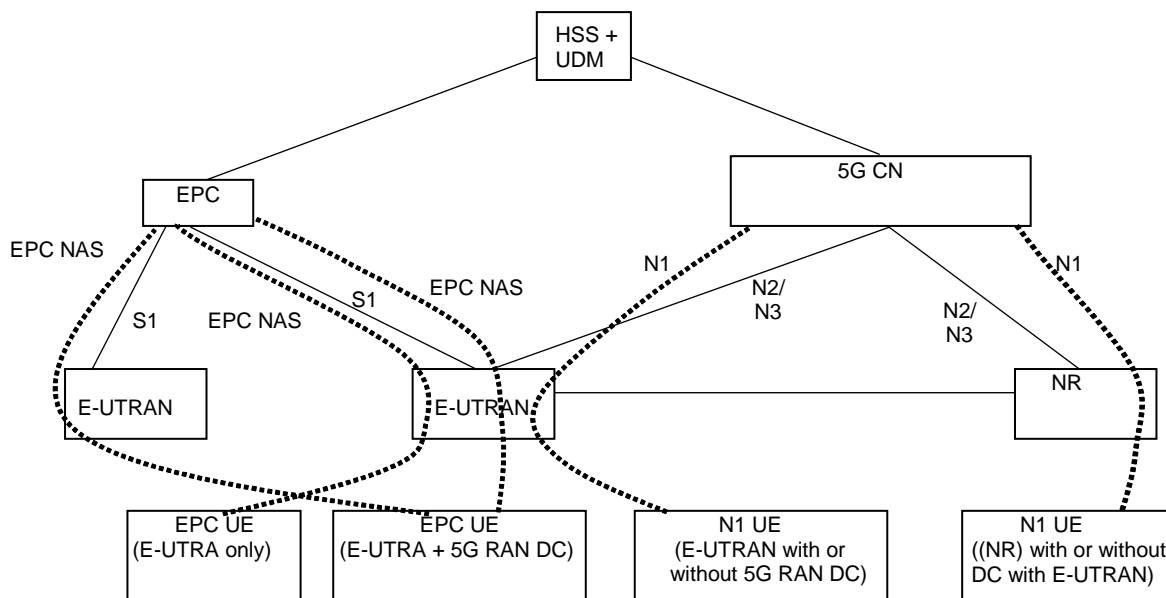 HSS +
UDM
EPC
5G CN
EPC NAS
S1
EPC NAS
S1
EPC NAS
N1
N2/
N3
N2/
N3
N1
E-UTRAN
E-UTRAN
NR
EPC UE
(E-UTRA only)
EPC UE
(E-UTRA + 5G RAN DC)
N1 UE
(E-UTRAN with or
without 5G RAN DC)
N1 UE
((NR) with or without
DC with E-UTRAN)